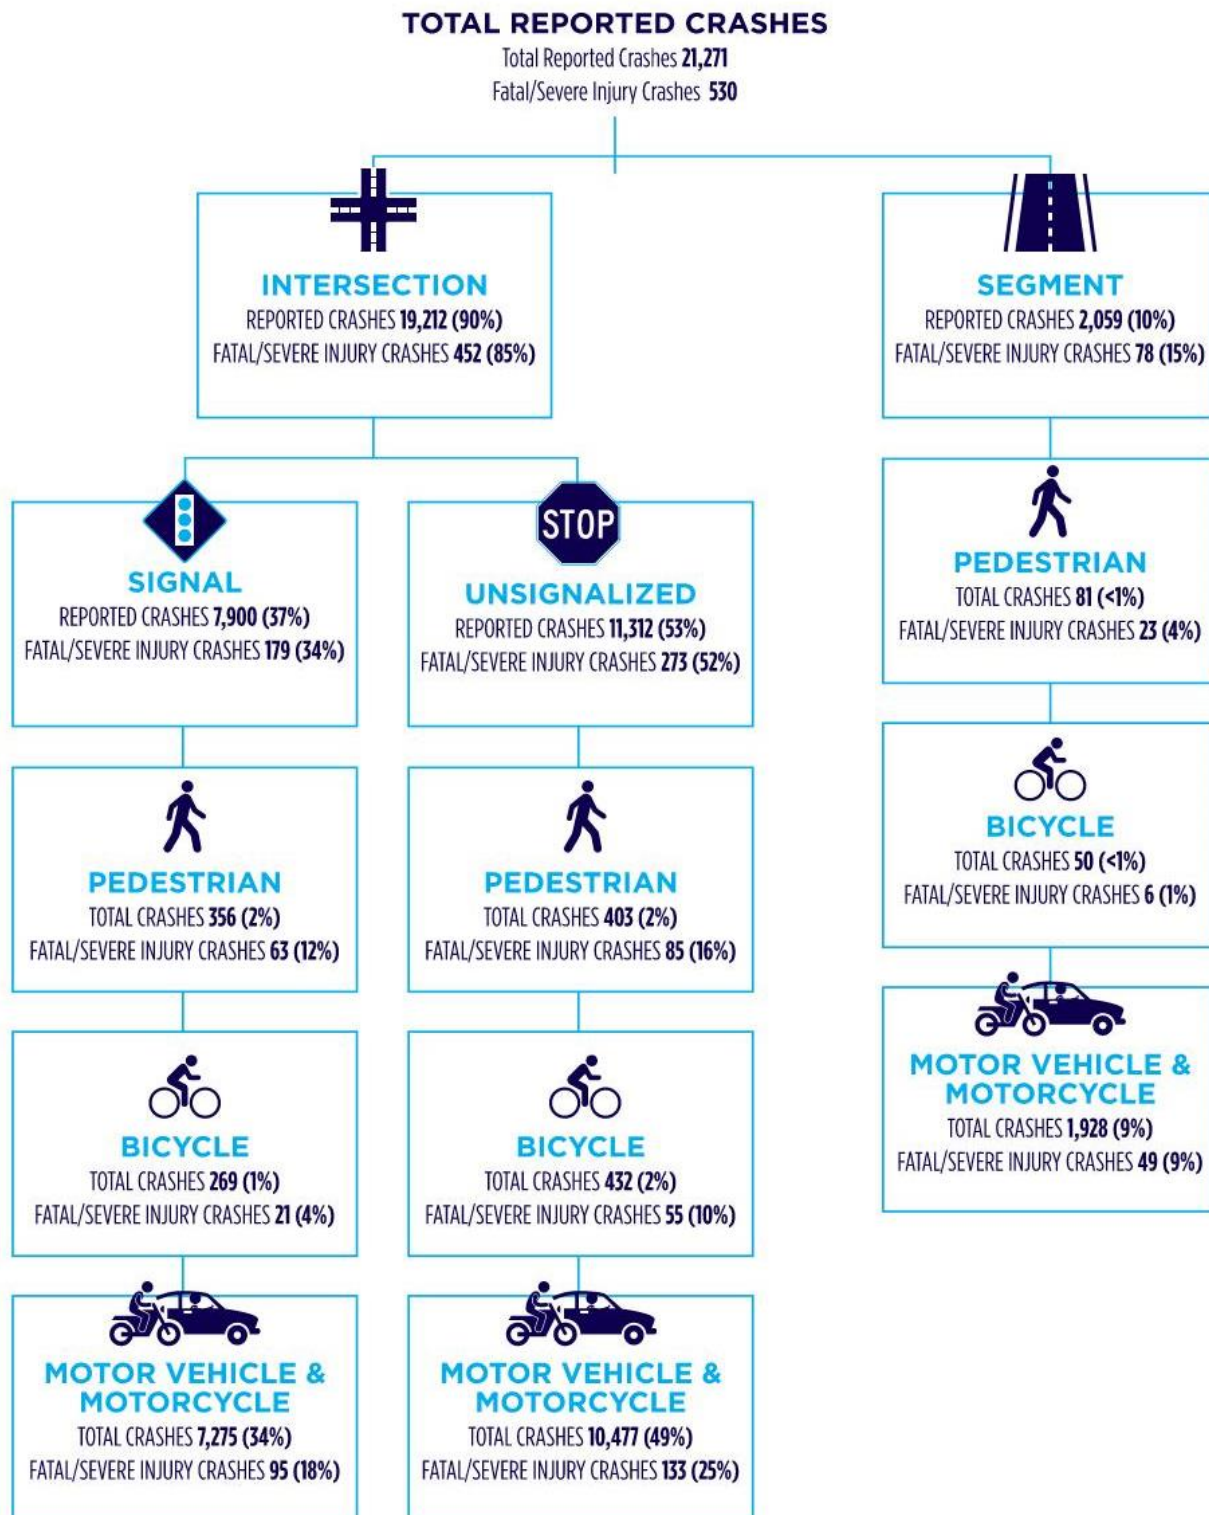 TOTAL REPORTED CRASHES
Total Reported Crashes 21,271
Fatal/Severe Injury Crashes 530
INTERSECTION
REPORTED CRASHES 19,212 (90%)
FATAL/SEVERE INJURY CRASHES 452 (85%)
SEGMENT
REPORTED CRASHES 2,059 (10%)
FATAL/SEVERE INJURY CRASHES 78 (15%)
SIGNAL
REPORTED CRASHES 7,900 (37%)
FATAL/SEVERE INJURY CRASHES 179 (34%)
STOP
UNSIGNALIZED
REPORTED CRASHES 11,312 (53%)
FATAL/SEVERE INJURY CRASHES 273 (52%)
PEDESTRIAN
TOTAL CRASHES 81 (<1%)
FATAL/SEVERE INJURY CRASHES 23 (4%)
PEDESTRIAN
TOTAL CRASHES 356 (2%)
FATAL/SEVERE INJURY CRASHES 63 (12%)
PEDESTRIAN
TOTAL CRASHES 403 (2%)
FATAL/SEVERE INJURY CRASHES 85 (16%)
BICYCLE
TOTAL CRASHES 50 (<1%)
FATAL/SEVERE INJURY CRASHES 6 (1%)
BICYCLE
TOTAL CRASHES 269 (1%)
FATAL/SEVERE INJURY CRASHES 21 (4%)
BICYCLE
TOTAL CRASHES 432 (2%)
FATAL/SEVERE INJURY CRASHES 55 (10%)
MOTOR VEHICLE &
MOTORCYCLE
TOTAL CRASHES 1,928 (9%)
FATAL/SEVERE INJURY CRASHES 49 (9%)
MOTOR VEHICLE &
MOTORCYCLE
TOTAL CRASHES 7,275 (34%)
FATAL/SEVERE INJURY CRASHES 95 (18%)
MOTOR VEHICLE &
MOTORCYCLE
TOTAL CRASHES 10,477 (49%)
FATAL/SEVERE INJURY CRASHES 133 (25%)